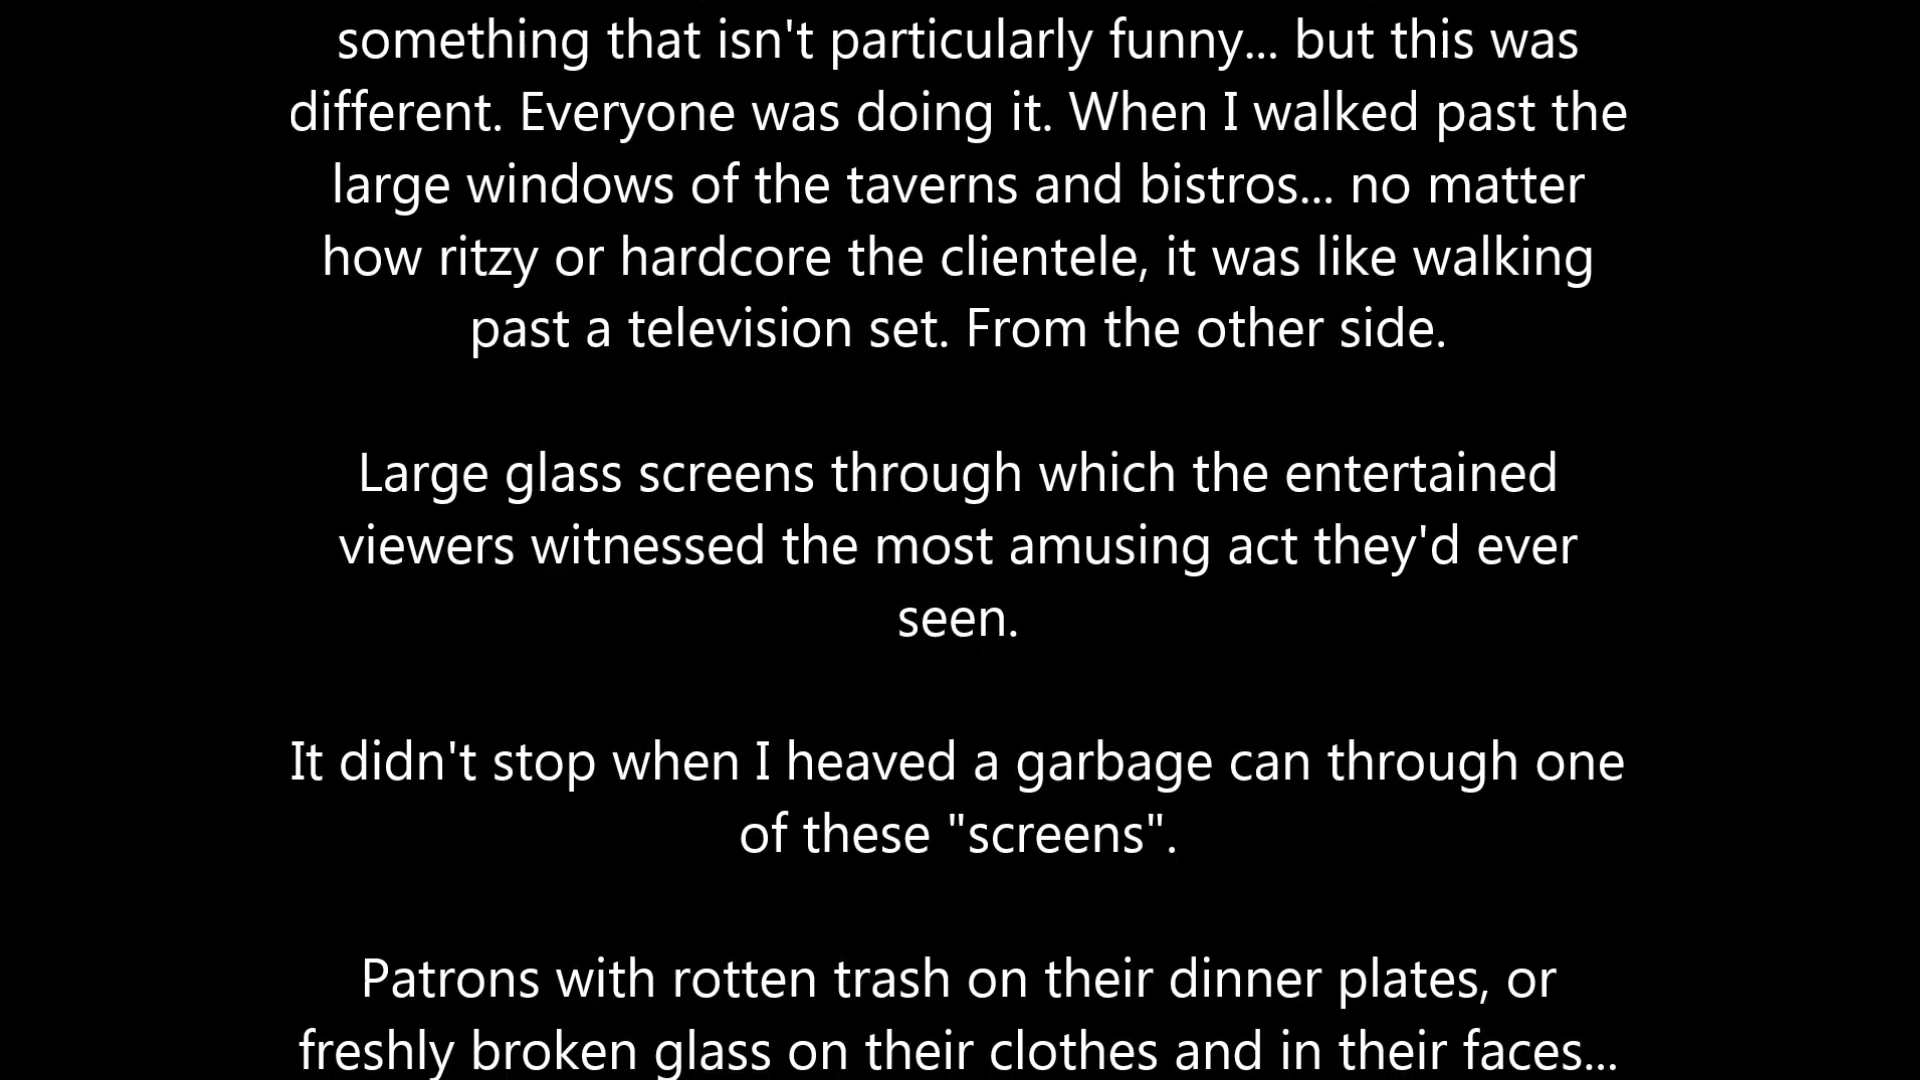 something that isn't particularly funny... but this was
different. Everyone was doing it. When I walked past the
large windows of the taverns and bistros... no matter
how ritzy or hardcore the clientele, it was like walking
past a television set. From the other side.
Large glass screens through which the entertained
viewers witnessed the most amusing act they'd ever
seen.
It didn't stop when I heaved a garbage can through one
of these "screens".
Patrons with rotten trash on their dinner plates, or
freshly broken glass on their clothes and in their faces...